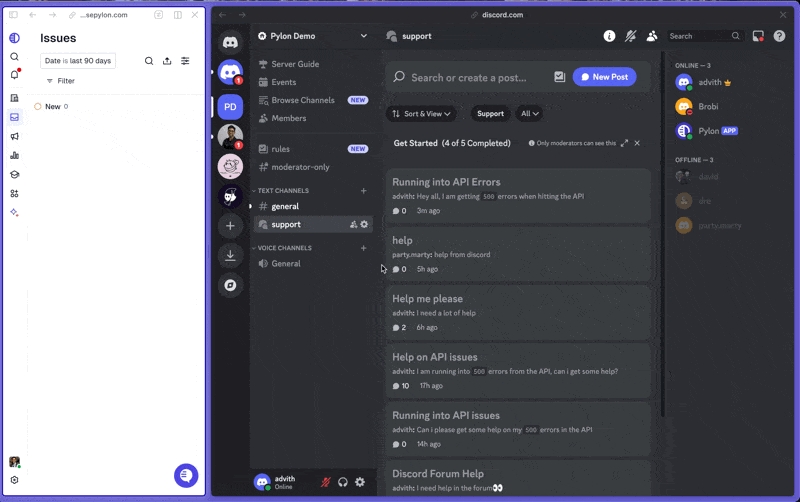 ...sepylon.com
Issues
Date is last 90 days
Filter
New 0
discord.com
Pylon Demo
Server Guide
Events
Browse Channels NEW
Members
rules NEW
moderator-only
TEXT CHANNELS
general
support
VOICE CHANNELS
General
advith
Online
1
PD
1
support
Search
Search or create a post...
New Post
Sort & View
Support
All
Get Started (4 of 5 Completed)
Only moderators can see this
Running into API Errors
advith: Hey all, I am getting 500 errors when hitting the API
0 3m ago
help
party.marty: help from discord
0 5h ago
Help me please
advith: I need a lot of help
2 6h ago
Help on API issues
advith: I am running into 500 errors from the API, can i get some help?
10 17h ago
Running into API issues
advith: Can i please get some help on my 500 errors in the API
0 14h ago
Discord Forum Help
advith: I need help in the forum👀
ONLINE — 3
advith
Brobi
Pylon APP
OFFLINE — 3
david
dre
party.marty